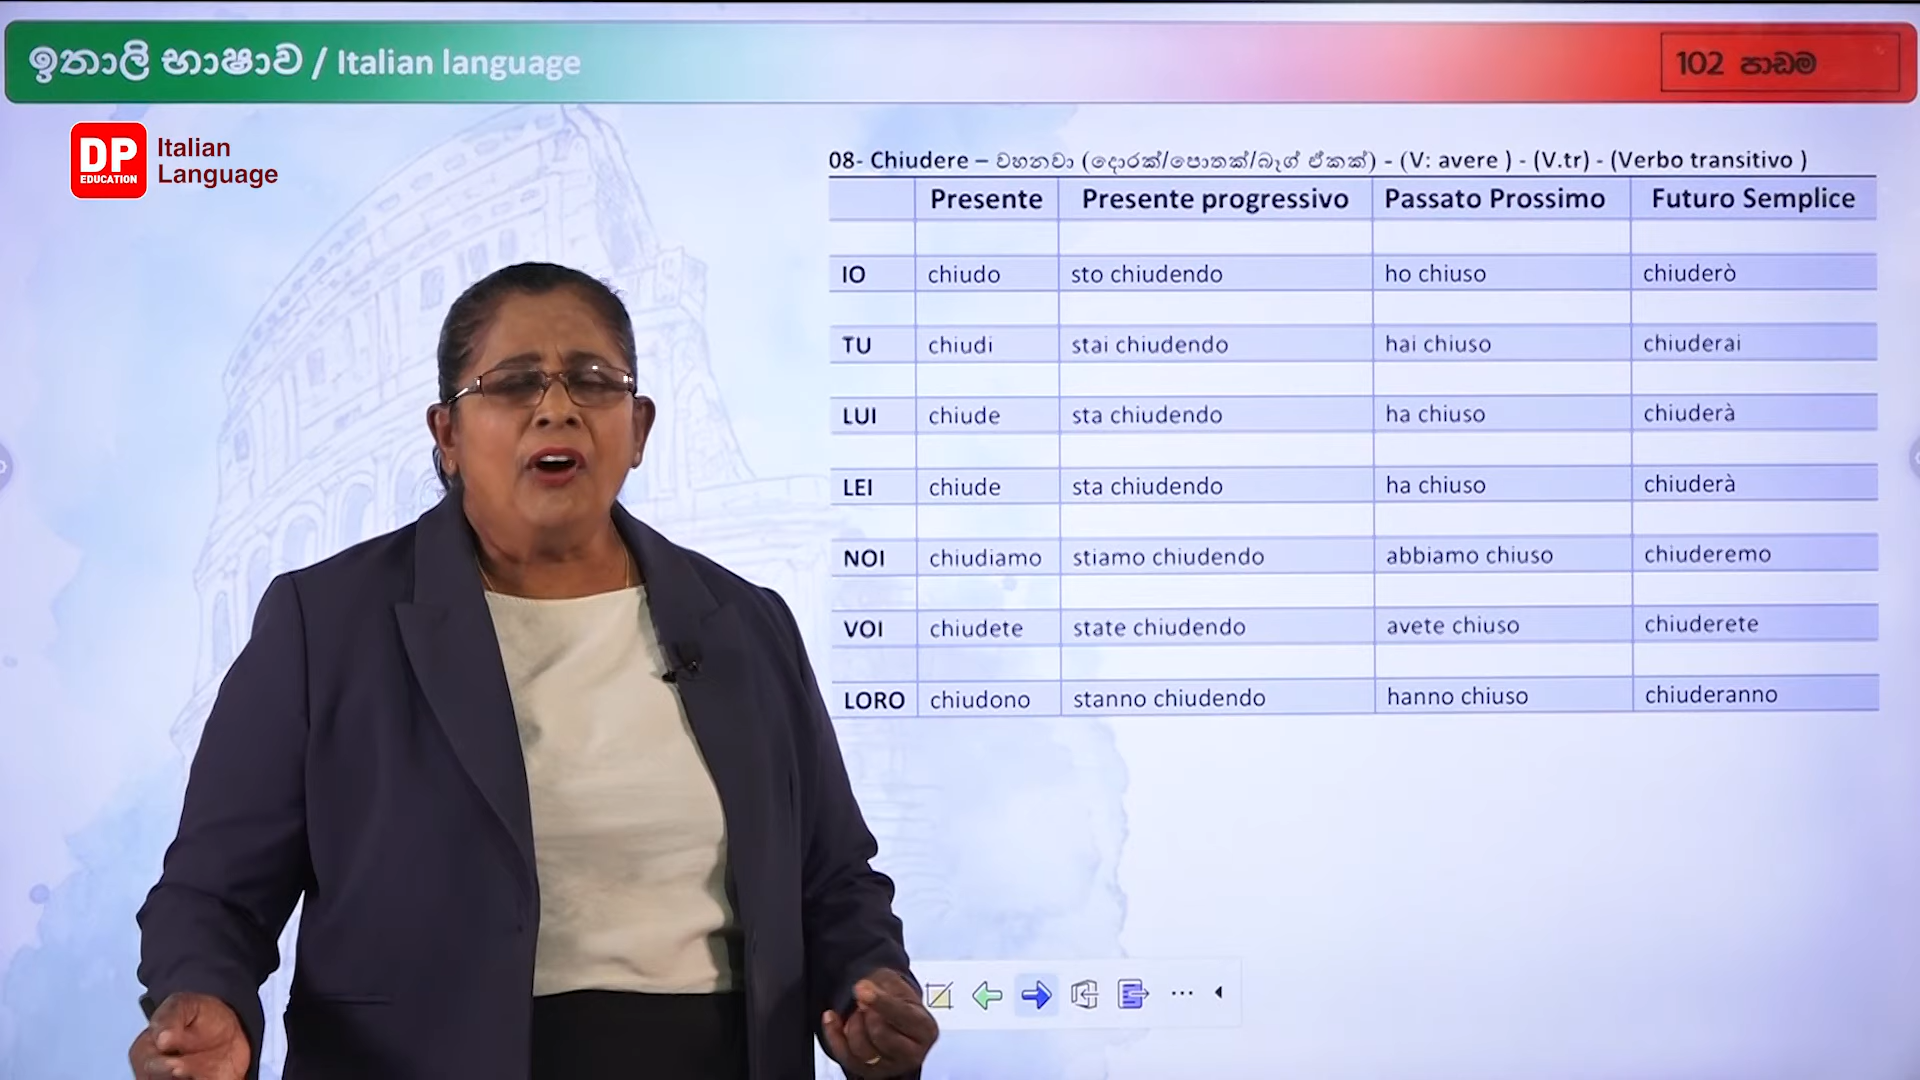 ඉතාලි භාෂාව / Italian language
102 පාඩම
DP
EDUCATION
Italian
Language
08- Chiudere – වහනවා (දොරක්/පොතක්/බෑග් ඒකක්) - (V: avere ) - (V.tr) - (Verbo transitivo )
Presente Presente progressivo Passato Prossimo Futuro Semplice
IO chiudo sto chiudendo ho chiuso chiuderò
TU chiudi stai chiudendo hai chiuso chiuderai
LUI chiude sta chiudendo ha chiuso chiuderà
LEI chiude sta chiudendo ha chiuso chiuderà
NOI chiudiamo stiamo chiudendo abbiamo chiuso chiuderemo
VOI chiudete state chiudendo avete chiuso chiuderete
LORO chiudono stanno chiudendo hanno chiuso chiuderanno